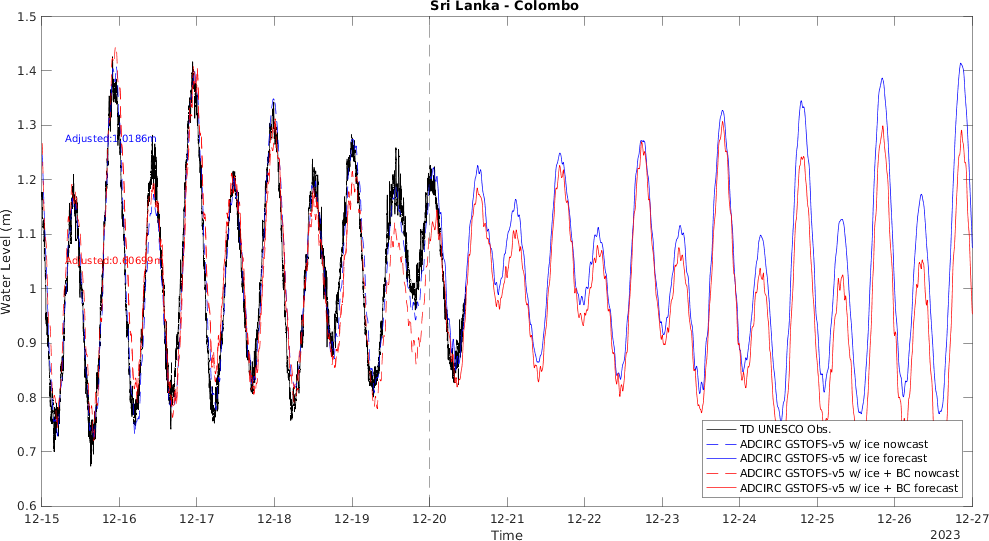 Sri Lanka - Colombo
Water Level (m)
1.5
1.4
1.3
1.2
1.1
1
0.9
0.8
0.7
0.6
Adjusted:1.0186m
Adjusted:0.60699m
TD UNESCO Obs.
ADCIRC GSTOFS-v5 w/ ice nowcast
ADCIRC GSTOFS-v5 w/ ice forecast
ADCIRC GSTOFS-v5 w/ ice + BC nowcast
ADCIRC GSTOFS-v5 w/ ice + BC forecast
12-15 12-16 12-17 12-18 12-19 12-20 12-21 12-22 12-23 12-24 12-25 12-26 12-27
Time
2023